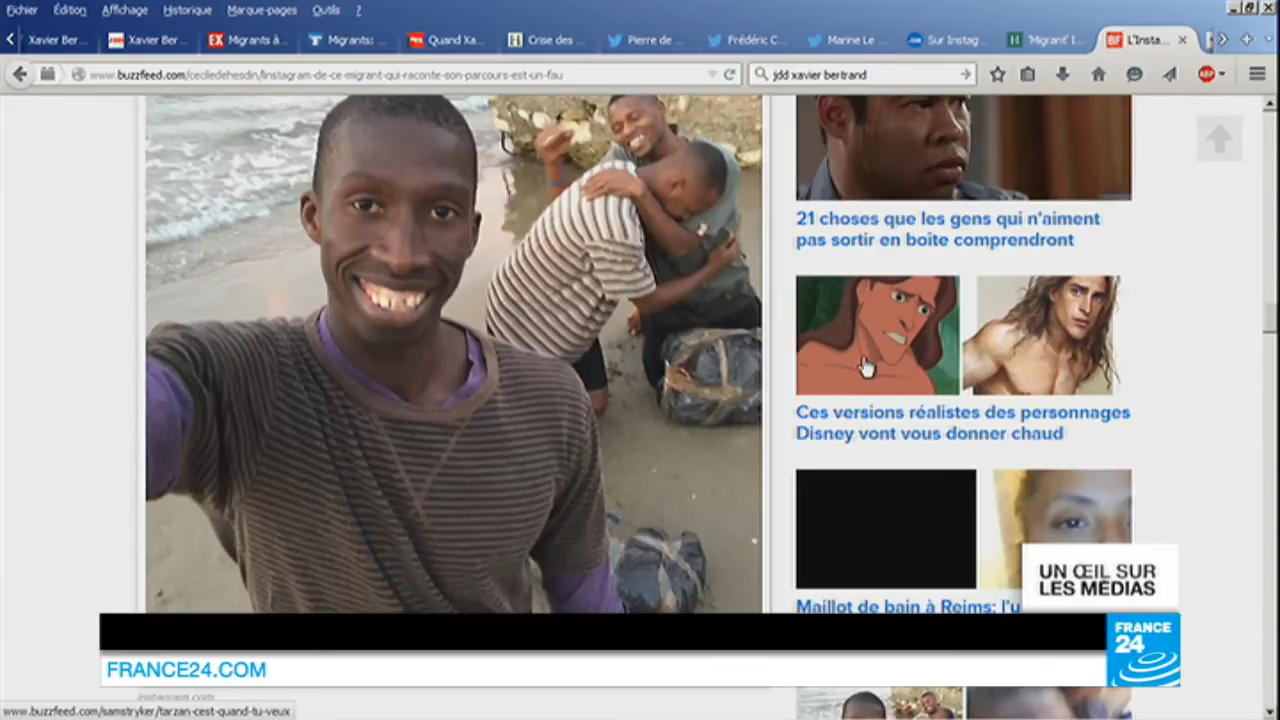 Fichier Édition Affichage Historique Marque-pages Outils ?
Xavier Ber... Xavier Ber... Migrants à... Migrants: ... Quand Xa... Crise des ... Pierre de ... Frédéric C... Marine Le ... Sur Instag... 'Migrant' I... L'Insta...
www.buzzfeed.com/ceciledehesdin/linstagram-de-ce-migrant-qui-raconte-son-parcours-est-un-fau
jdd xavier bertrand
ABP
21 choses que les gens qui n'aiment
pas sortir en boîte comprendront
Ces versions réalistes des personnages
Disney vont vous donner chaud
Maillot de bain à Reims: l'u
UN ŒIL SUR
LES MÉDIAS
FRANCE
24
FRANCE24.COM
instagram.com
www.buzzfeed.com/samstryker/tarzan-cest-quand-tu-veux